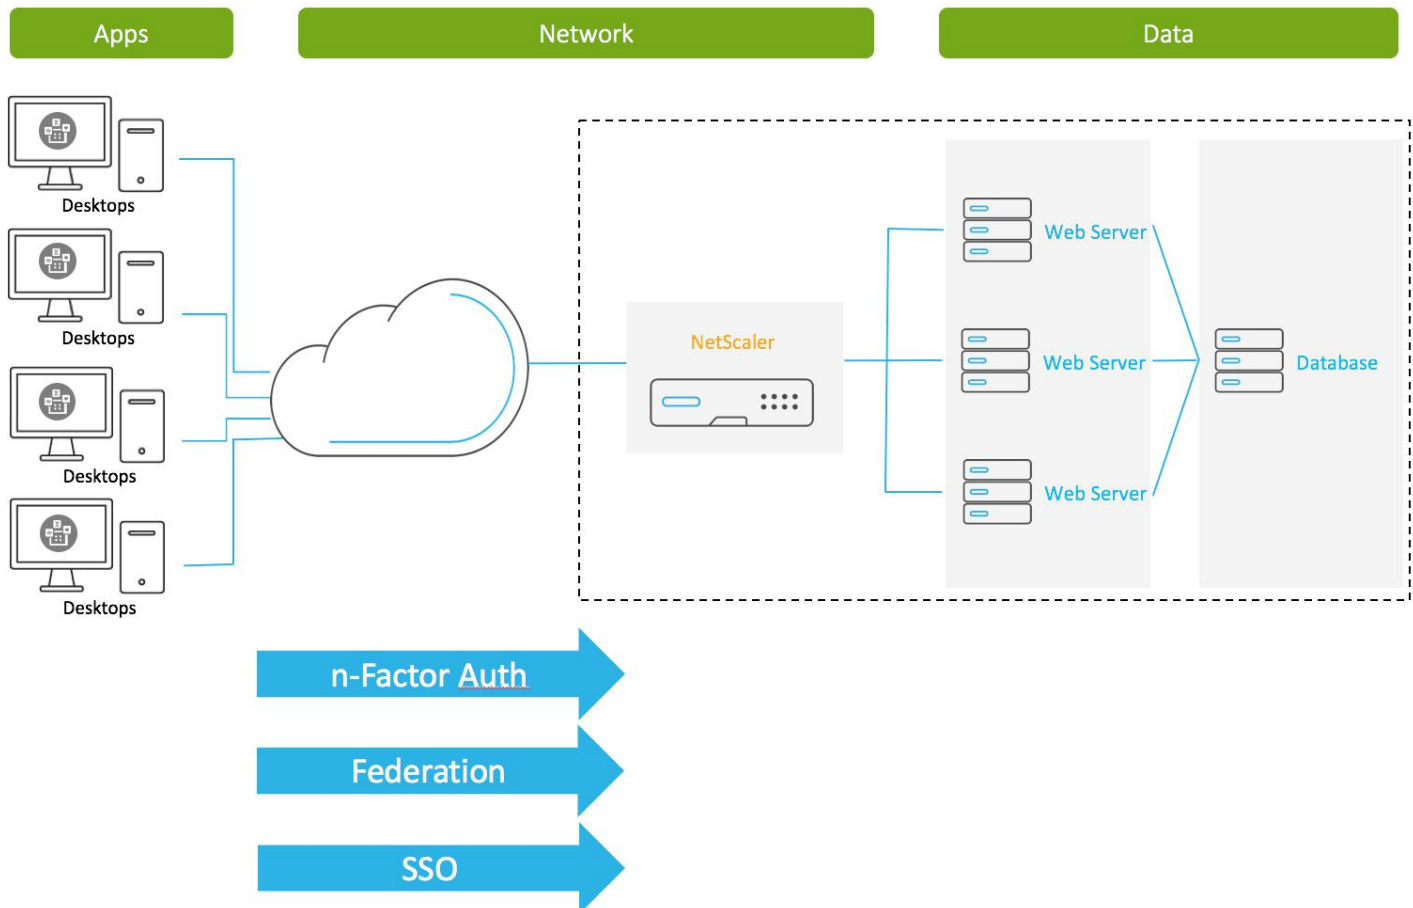 Apps
Network
Data
Desktops
Desktops
Desktops
Desktops
NetScaler
Web Server
Web Server
Web Server
Database
n-Factor Auth
Federation
SSO